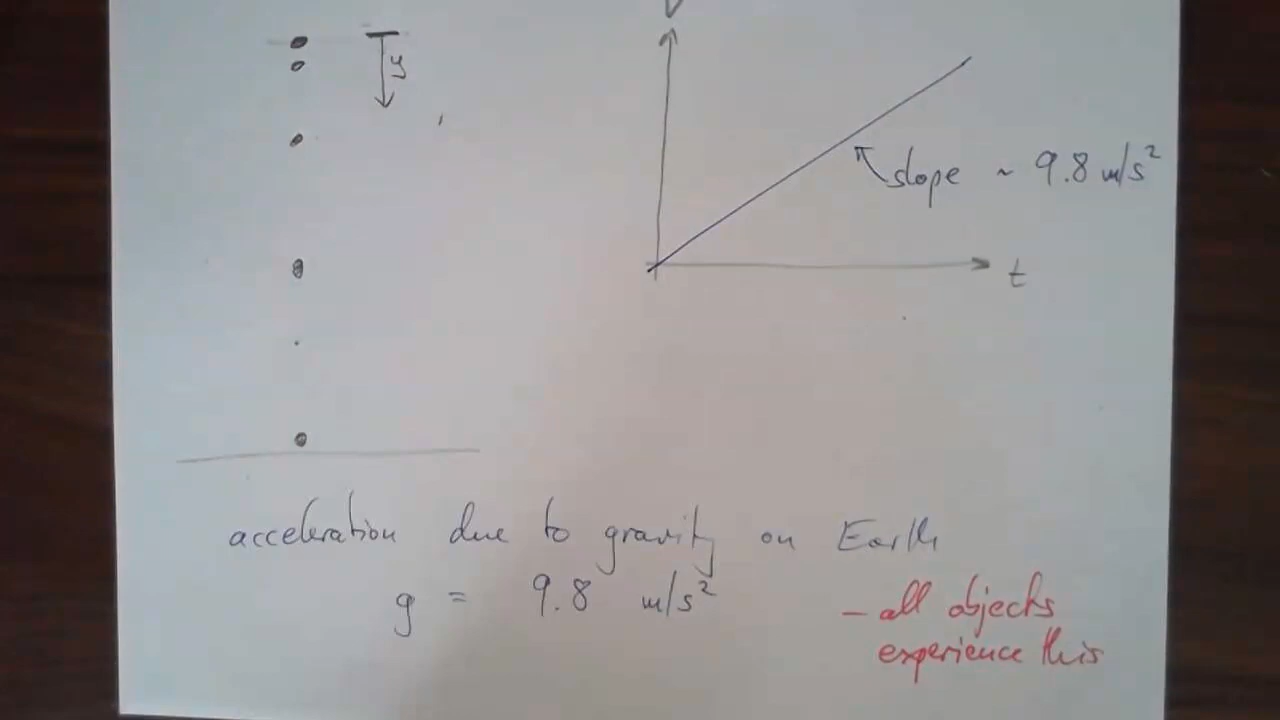 y
v
slope ~ 9.8 m/s²
t
acceleration due to gravity on Earth
g = 9.8 m/s²
- all objects
experience this